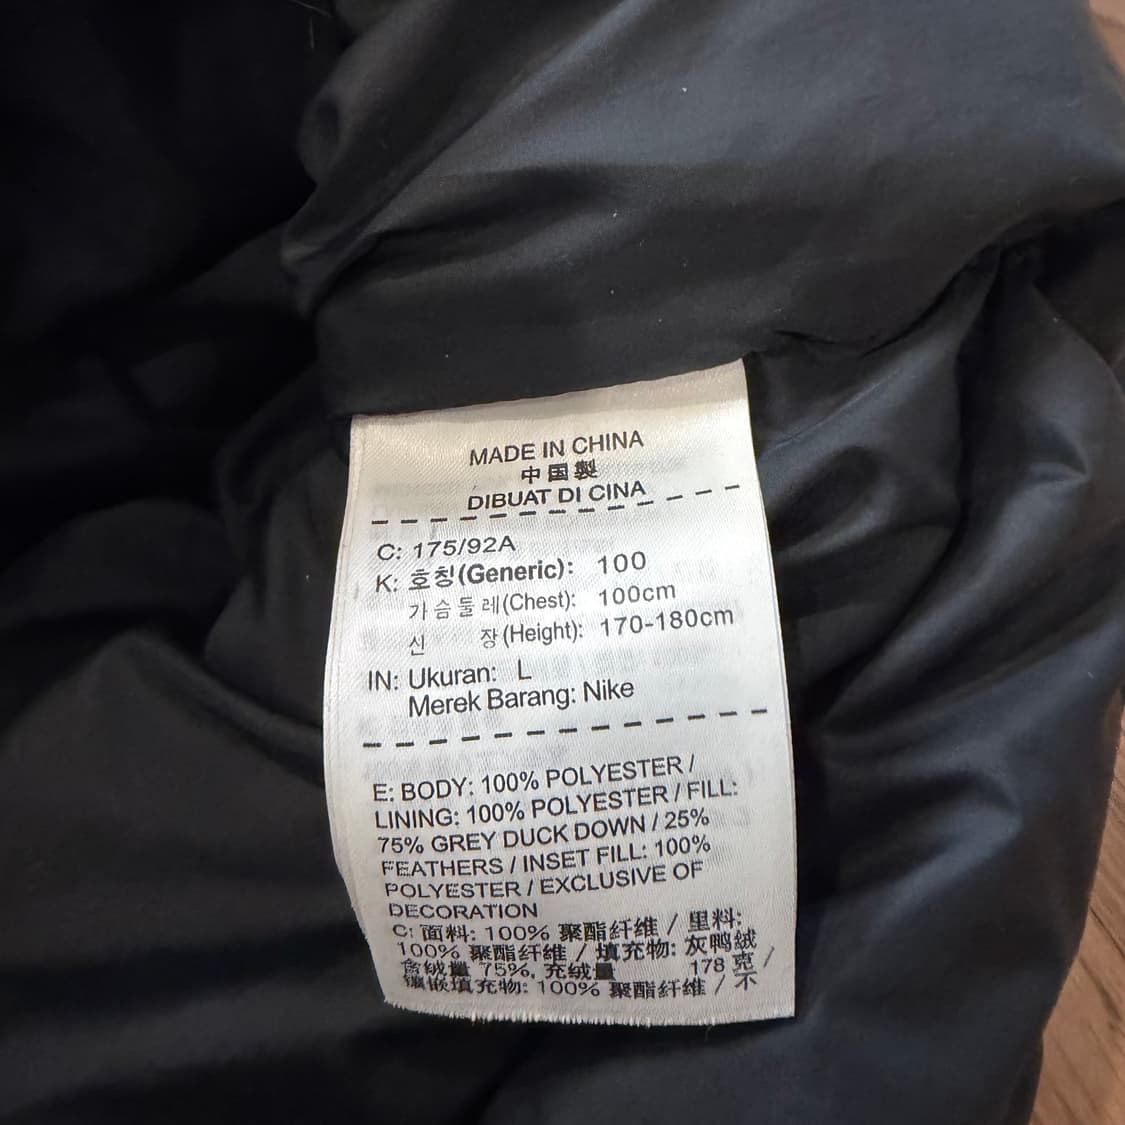 MADE IN CHINA
中国製
DIBUAT DI CINA
C: 175/92A
K: 호칭(Generic): 100
가슴둘레(Chest): 100cm
신 장(Height): 170-180cm
IN: Ukuran: L
Merek Barang: Nike
E: BODY: 100% POLYESTER /
LINING: 100% POLYESTER / FILL:
75% GREY DUCK DOWN / 25%
FEATHERS / INSET FILL: 100%
POLYESTER / EXCLUSIVE OF
DECORATION
C: 面料: 100% 聚酯纤维 / 里料:
100% 聚酯纤维 / 填充物: 灰鸭绒
含绒量 75%, 充绒量 178 克 /
镶嵌填充物: 100% 聚酯纤维 / 不